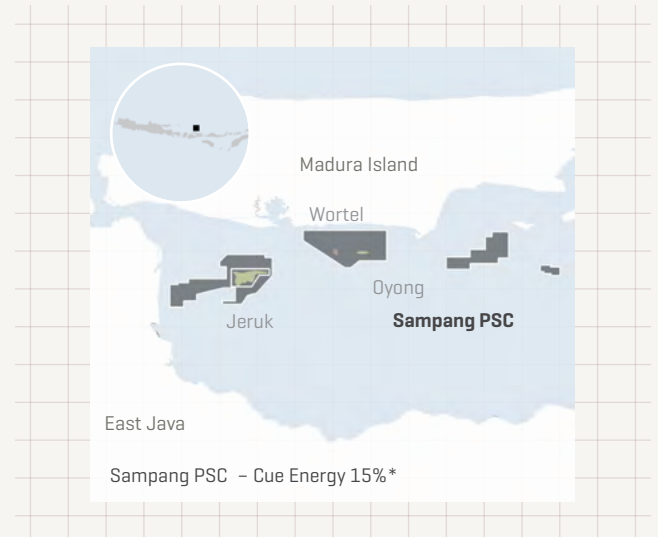 Madura Island
Wortel
Oyong
Jeruk
Sampang PSC
East Java
Sampang PSC – Cue Energy 15%*